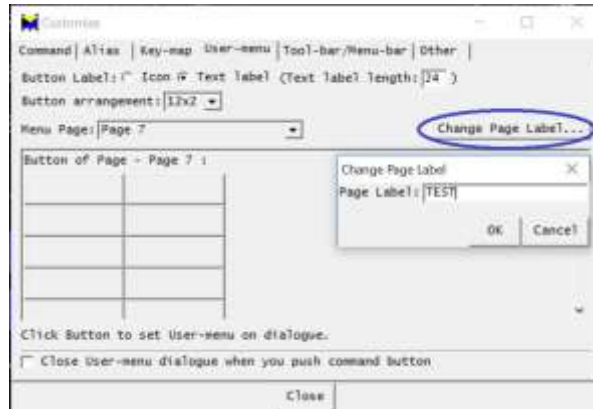 Customize
Command Alias Key-map User-menu Tool-bar/Menu-bar Other
Button Label: Icon Text label (Text label length: 24 )
Button arrangement: 12x2
Menu Page: Page 7 Change Page Label...
Button of Page - Page 7 :
Change Page Label
Page Label: TEST
OK Cancel
Click Button to set User-menu on dialogue.
Close User-menu dialogue when you push command button
Close